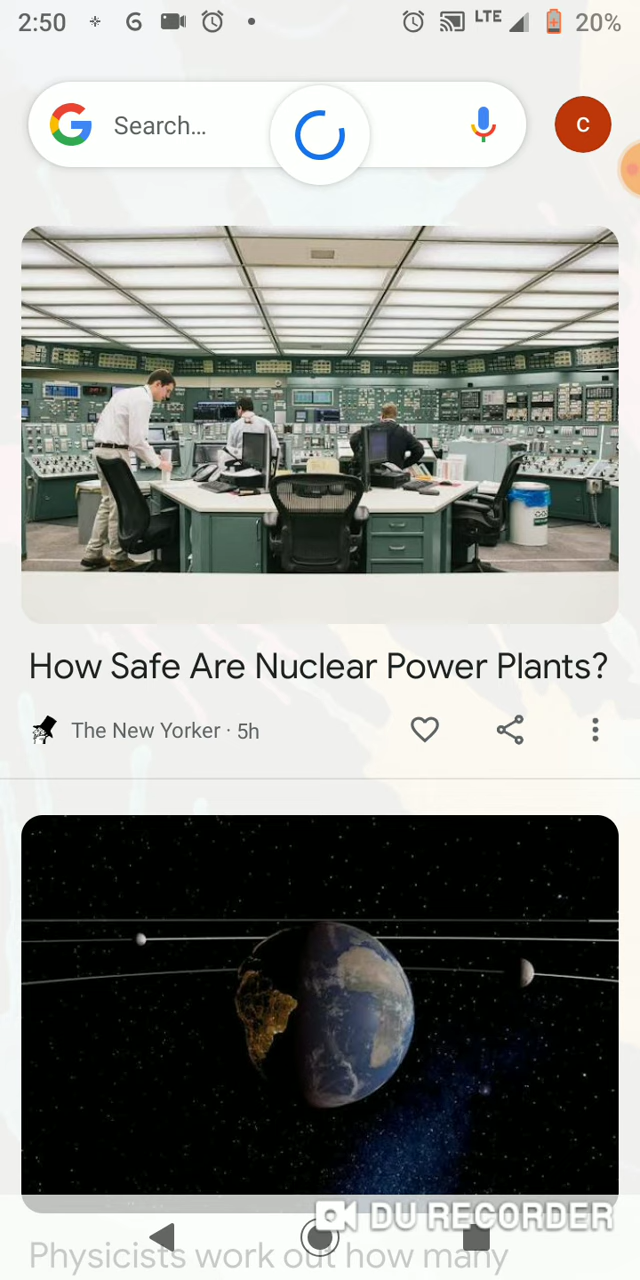 2:50
LTE
20%
Search...
C
How Safe Are Nuclear Power Plants?
The New Yorker · 5h
DU RECORDER
Physicists work out how many